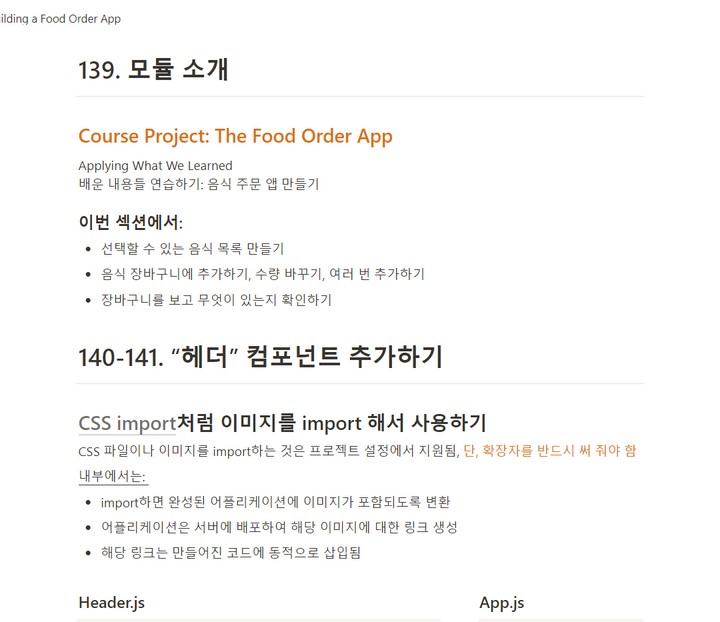 ilding a Food Order App
139. 모듈 소개
Course Project: The Food Order App
Applying What We Learned
배운 내용들 연습하기: 음식 주문 앱 만들기
이번 섹션에서:
• 선택할 수 있는 음식 목록 만들기
• 음식 장바구니에 추가하기, 수량 바꾸기, 여러 번 추가하기
• 장바구니를 보고 무엇이 있는지 확인하기
140-141. “헤더” 컴포넌트 추가하기
CSS import처럼 이미지를 import 해서 사용하기
CSS 파일이나 이미지를 import하는 것은 프로젝트 설정에서 지원됨, 단, 확장자를 반드시 써 줘야 함
내부에서는:
• import하면 완성된 어플리케이션에 이미지가 포함되도록 변환
• 어플리케이션은 서버에 배포하여 해당 이미지에 대한 링크 생성
• 해당 링크는 만들어진 코드에 동적으로 삽입됨
Header.js
App.js